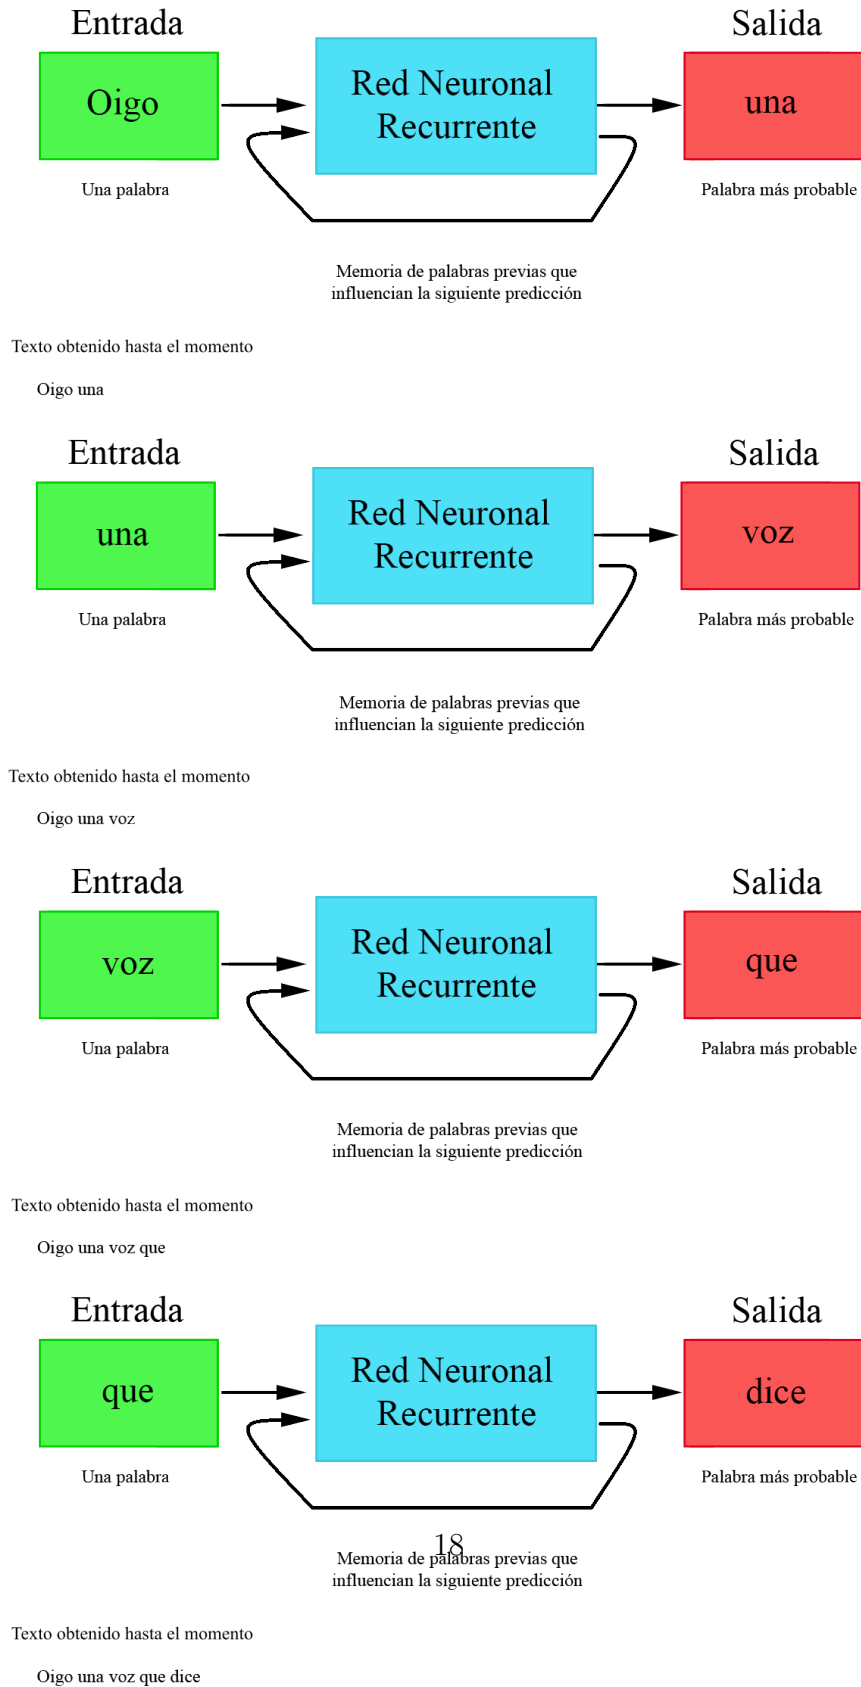 Entrada
Salida
Oigo
Red Neuronal
Recurrente
una
Una palabra
Palabra más probable
Memoria de palabras previas que
influencian la siguiente predicción
Texto obtenido hasta el momento
Oigo una
Entrada
Salida
una
Red Neuronal
Recurrente
voz
Una palabra
Palabra más probable
Memoria de palabras previas que
influencian la siguiente predicción
Texto obtenido hasta el momento
Oigo una voz
Entrada
Salida
voz
Red Neuronal
Recurrente
que
Una palabra
Palabra más probable
Memoria de palabras previas que
influencian la siguiente predicción
Texto obtenido hasta el momento
Oigo una voz que
Entrada
Salida
que
Red Neuronal
Recurrente
dice
Una palabra
Palabra más probable
18
Memoria de palabras previas que
influencian la siguiente predicción
Texto obtenido hasta el momento
Oigo una voz que dice